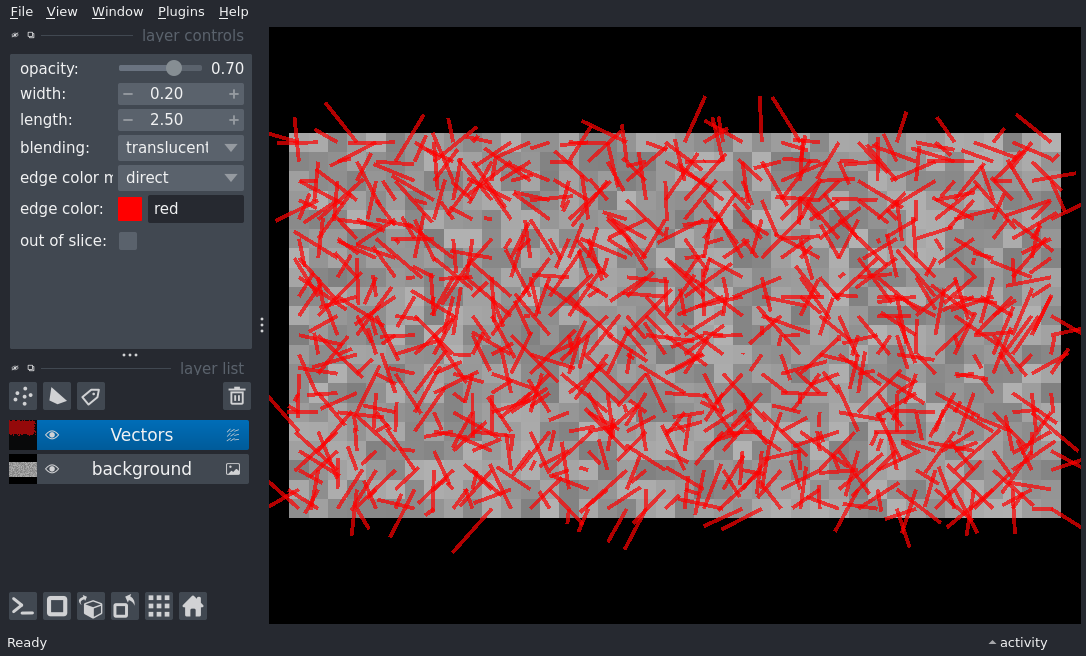 File View Window Plugins Help
layer controls
opacity: 0.70
width: − 0.20 +
length: − 2.50 +
blending: translucent
edge color m direct
edge color: red
out of slice:
layer list
Vectors
background
Ready
activity